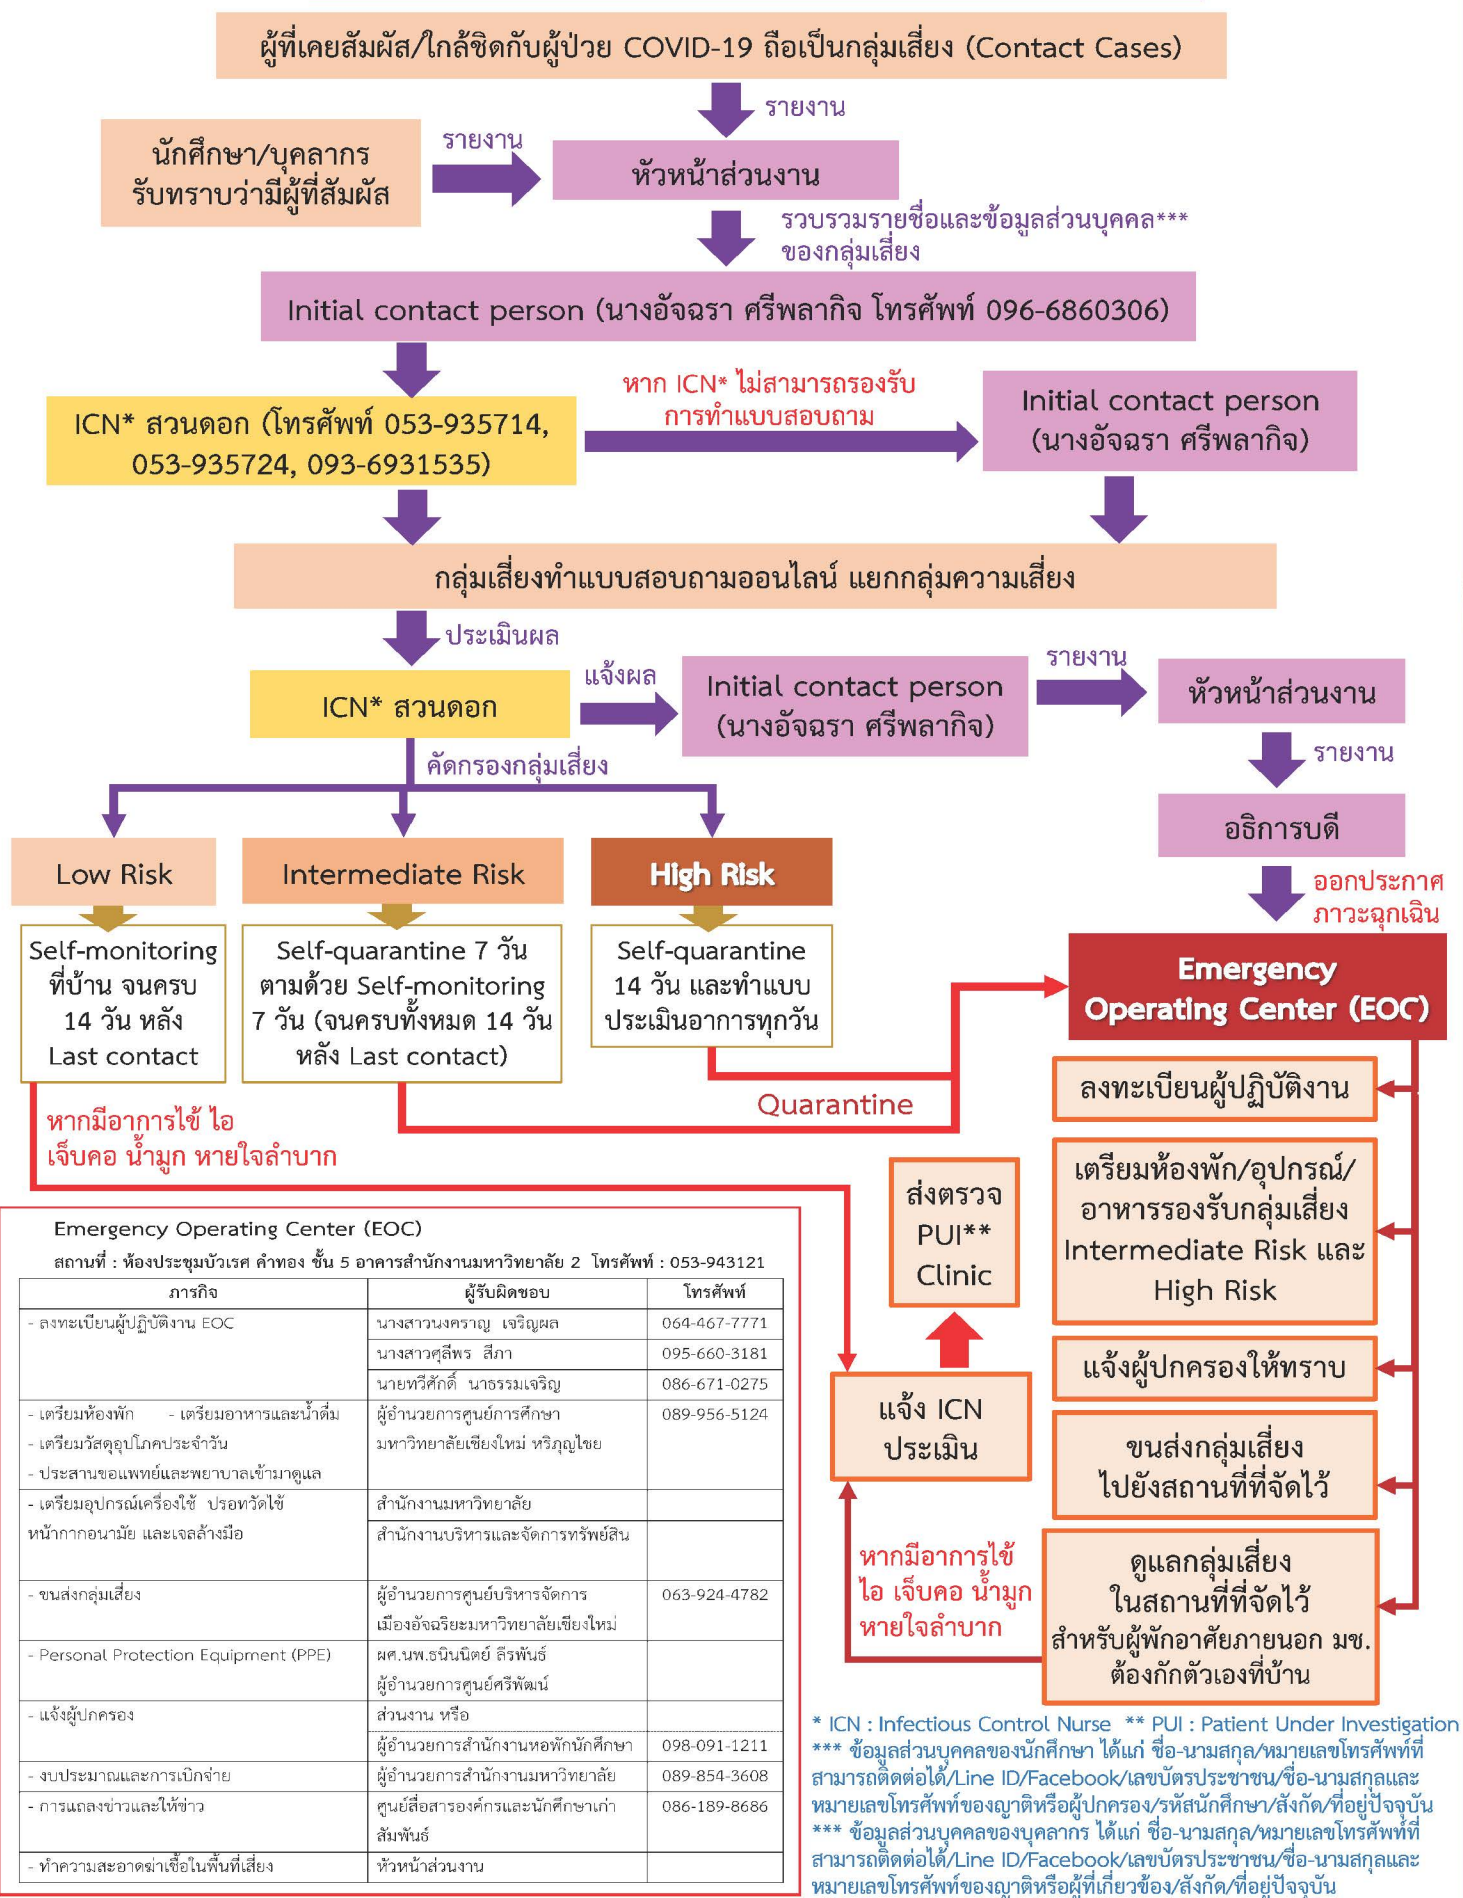 ผู้ที่เคยสัมผัส/ใกล้ชิดกับผู้ป่วย COVID-19 ถือเป็นกลุ่มเสี่ยง (Contact Cases)
รายงาน
นักศึกษา/บุคลากร
รับทราบว่ามีผู้ที่สัมผัส
รายงาน
หัวหน้าส่วนงาน
รวบรวมรายชื่อและข้อมูลส่วนบุคคล***
ของกลุ่มเสี่ยง
Initial contact person (นางอัจฉรา ศรีพลากิจ โทรศัพท์ 096-6860306)
ICN* สวนดอก (โทรศัพท์ 053-935714,
053-935724, 093-6931535)
หาก ICN* ไม่สามารถรองรับ
การทำแบบสอบถาม
Initial contact person
(นางอัจฉรา ศรีพลากิจ)
กลุ่มเสี่ยงทำแบบสอบถามออนไลน์ แยกกลุ่มความเสี่ยง
ประเมินผล
ICN* สวนดอก
แจ้งผล
Initial contact person
(นางอัจฉรา ศรีพลากิจ)
รายงาน
หัวหน้าส่วนงาน
รายงาน
อธิการบดี
ออกประกาศ
ภาวะฉุกเฉิน
คัดกรองกลุ่มเสี่ยง
Low Risk
Intermediate Risk
High Risk
Self-monitoring
ที่บ้าน จนครบ
14 วัน หลัง
Last contact
Self-quarantine 7 วัน
ตามด้วย Self-monitoring
7 วัน (จนครบทั้งหมด 14 วัน
หลัง Last contact)
Self-quarantine
14 วัน และทำแบบ
ประเมินอาการทุกวัน
Emergency
Operating Center (EOC)
Quarantine
หากมีอาการไข้ ไอ
เจ็บคอ น้ำมูก หายใจลำบาก
ลงทะเบียนผู้ปฏิบัติงาน
เตรียมห้องพัก/อุปกรณ์/
อาหารรองรับกลุ่มเสี่ยง
Intermediate Risk และ
High Risk
แจ้งผู้ปกครองให้ทราบ
ขนส่งกลุ่มเสี่ยง
ไปยังสถานที่ที่จัดไว้
ดูแลกลุ่มเสี่ยง
ในสถานที่ที่จัดไว้
สำหรับผู้พักอาศัยภายนอก มช.
ต้องกักตัวเองที่บ้าน
ส่งตรวจ
PUI**
Clinic
แจ้ง ICN
ประเมิน
หากมีอาการไข้
ไอ เจ็บคอ น้ำมูก
หายใจลำบาก
Emergency Operating Center (EOC)
สถานที่ : ห้องประชุมบัวเรศ คำทอง ชั้น 5 อาคารสำนักงานมหาวิทยาลัย 2 โทรศัพท์ : 053-943121
ภารกิจ ผู้รับผิดชอบ โทรศัพท์
- ลงทะเบียนผู้ปฏิบัติงาน EOC นางสาวนงคราญ เจริญผล 064-467-7771
นางสาวศุลีพร สีภา 095-660-3181
นายทวีศักดิ์ นาธรรมเจริญ 086-671-0275
- เตรียมห้องพัก - เตรียมอาหารและน้ำดื่ม ผู้อำนวยการศูนย์การศึกษา 089-956-5124
- เตรียมวัสดุอุปโภคประจำวัน มหาวิทยาลัยเชียงใหม่ หริภุญไชย
- ประสานขอแพทย์และพยาบาลเข้ามาดูแล
- เตรียมอุปกรณ์เครื่องใช้ ปรอทวัดไข้ สำนักงานมหาวิทยาลัย
หน้ากากอนามัย และเจลล้างมือ สำนักงานบริหารและจัดการทรัพย์สิน
- ขนส่งกลุ่มเสี่ยง ผู้อำนวยการศูนย์บริหารจัดการ 063-924-4782
เมืองอัจฉริยะมหาวิทยาลัยเชียงใหม่
- Personal Protection Equipment (PPE) ผศ.นพ.ธนินนิตย์ ลีรพันธ์
ผู้อำนวยการศูนย์ศรีพัฒน์
- แจ้งผู้ปกครอง ส่วนงาน หรือ
ผู้อำนวยการสำนักงานหอพักนักศึกษา 098-091-1211
- งบประมาณและการเบิกจ่าย ผู้อำนวยการสำนักงานมหาวิทยาลัย 089-854-3608
- การแถลงข่าวและให้ข่าว ศูนย์สื่อสารองค์กรและนักศึกษาเก่า 086-189-8686
สัมพันธ์
- ทำความสะอาดฆ่าเชื้อในพื้นที่เสี่ยง หัวหน้าส่วนงาน
* ICN : Infectious Control Nurse ** PUI : Patient Under Investigation
*** ข้อมูลส่วนบุคคลของนักศึกษา ได้แก่ ชื่อ-นามสกุล/หมายเลขโทรศัพท์ที่
สามารถติดต่อได้/Line ID/Facebook/เลขบัตรประชาชน/ชื่อ-นามสกุลและ
หมายเลขโทรศัพท์ของญาติหรือผู้ปกครอง/รหัสนักศึกษา/สังกัด/ที่อยู่ปัจจุบัน
*** ข้อมูลส่วนบุคคลของบุคลากร ได้แก่ ชื่อ-นามสกุล/หมายเลขโทรศัพท์ที่
สามารถติดต่อได้/Line ID/Facebook/เลขบัตรประชาชน/ชื่อ-นามสกุลและ
หมายเลขโทรศัพท์ของญาติหรือผู้ที่เกี่ยวข้อง/สังกัด/ที่อยู่ปัจจุบัน